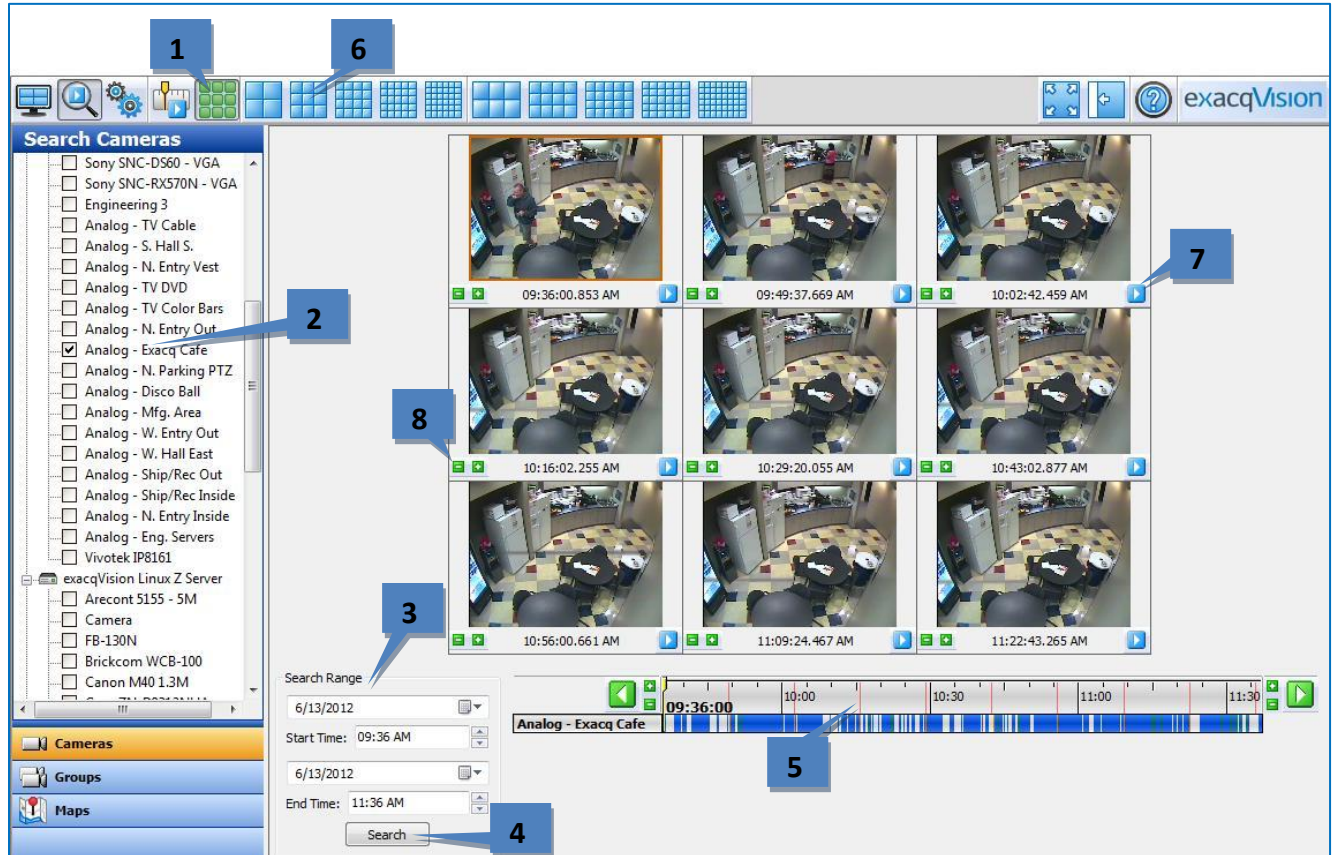 1
6
exacqVision
Search Cameras
Sony SNC-DS60 - VGA
Sony SNC-RX570N - VGA
Engineering 3
Analog - TV Cable
Analog - S. Hall S.
Analog - N. Entry Vest
Analog - TV DVD
Analog - TV Color Bars
Analog - N. Entry Out
Analog - Exacq Cafe
Analog - N. Parking PTZ
Analog - Disco Ball
Analog - Mfg. Area
Analog - W. Entry Out
Analog - W. Hall East
Analog - Ship/Rec Out
Analog - Ship/Rec Inside
Analog - N. Entry Inside
Analog - Eng. Servers
Vivotek IP8161
exacqVision Linux Z Server
Arecont 5155 - 5M
Camera
FB-130N
Brickcom WCB-100
Canon M40 1.3M
Cameras
Groups
Maps
2
09:36:00.853 AM
09:49:37.669 AM
10:02:42.459 AM
7
8
10:16:02.255 AM
10:29:20.055 AM
10:43:02.877 AM
10:56:00.661 AM
11:09:24.467 AM
11:22:43.265 AM
3
Search Range
6/13/2012
Start Time: 09:36 AM
6/13/2012
End Time: 11:36 AM
Search
4
09:36:00
10:00
10:30
11:00
11:30
Analog - Exacq Cafe
5